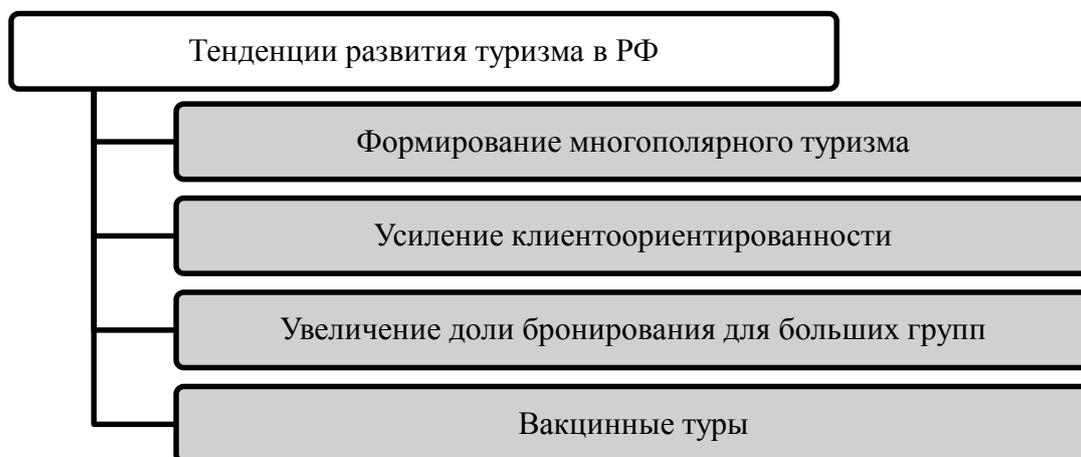 Тенденции развития туризма в РФ
Формирование многополярного туризма
Усиление клиентоориентированности
Увеличение доли бронирования для больших групп
Вакцинные туры